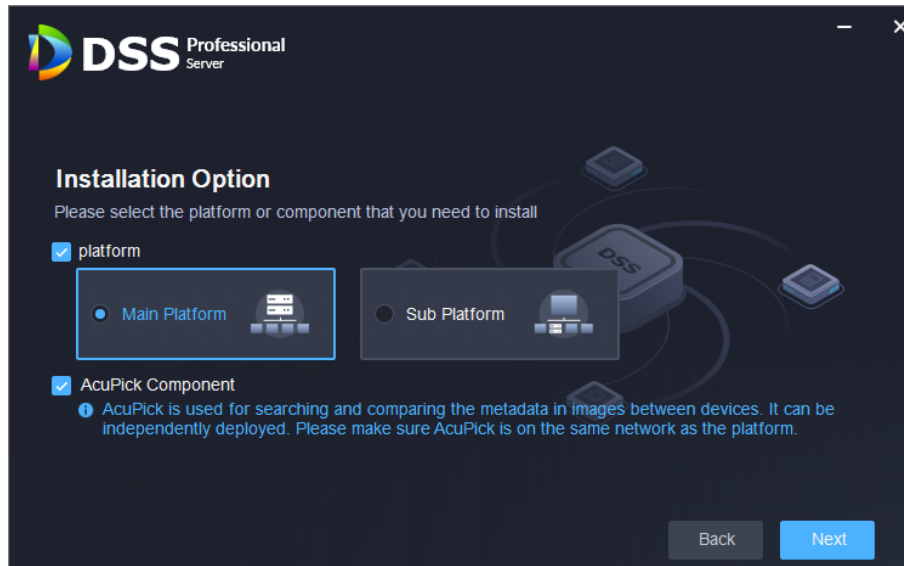 DSS Professional
Server
Installation Option
Please select the platform or component that you need to install
platform
Main Platform
Sub Platform
DSS
AcuPick Component
AcuPick is used for searching and comparing the metadata in images between devices. It can be
independently deployed. Please make sure AcuPick is on the same network as the platform.
Back
Next